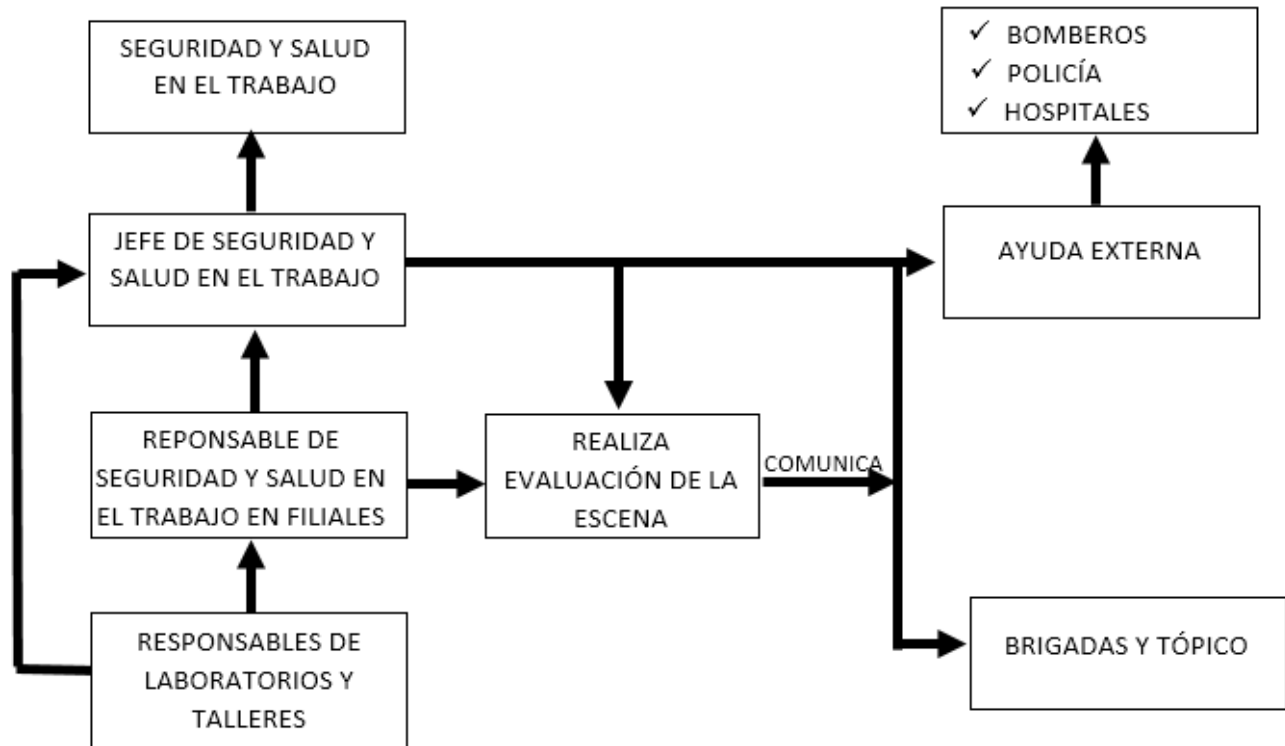 SEGURIDAD Y SALUD
EN EL TRABAJO
✓ BOMBEROS
✓ POLICÍA
✓ HOSPITALES
JEFE DE SEGURIDAD Y
SALUD EN EL TRABAJO
AYUDA EXTERNA
REPONSABLE DE
SEGURIDAD Y SALUD EN
EL TRABAJO EN FILIALES
REALIZA
EVALUACIÓN DE LA
ESCENA
COMUNICA
RESPONSABLES DE
LABORATORIOS Y
TALLERES
BRIGADAS Y TÓPICO